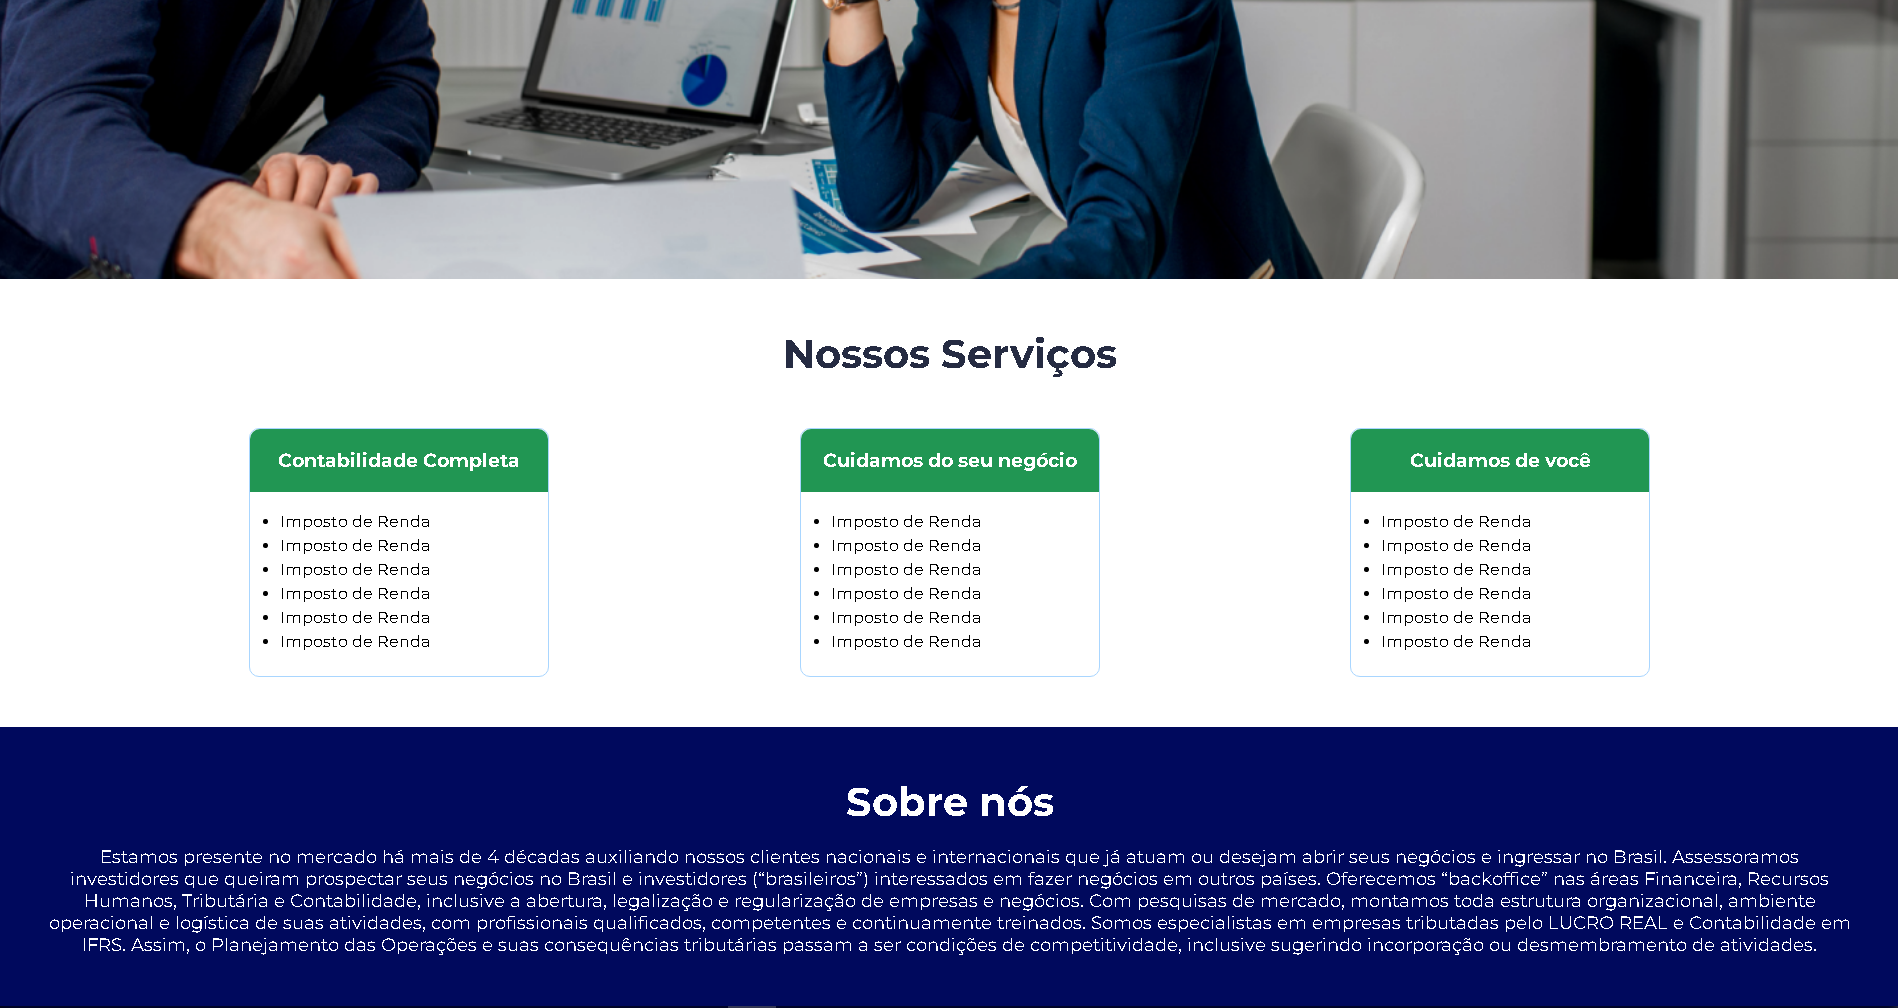 Nossos Serviços
Contabilidade Completa
Imposto de Renda
Imposto de Renda
Imposto de Renda
Imposto de Renda
Imposto de Renda
Imposto de Renda
Cuidamos do seu negócio
Imposto de Renda
Imposto de Renda
Imposto de Renda
Imposto de Renda
Imposto de Renda
Imposto de Renda
Cuidamos de você
Imposto de Renda
Imposto de Renda
Imposto de Renda
Imposto de Renda
Imposto de Renda
Imposto de Renda
Sobre nós
Estamos presente no mercado há mais de 4 décadas auxiliando nossos clientes nacionais e internacionais que já atuam ou desejam abrir seus negócios e ingressar no Brasil. Assessoramos
investidores que queiram prospectar seus negócios no Brasil e investidores (“brasileiros”) interessados em fazer negócios em outros países. Oferecemos “backoffice” nas áreas Financeira, Recursos
Humanos, Tributária e Contabilidade, inclusive a abertura, legalização e regularização de empresas e negócios. Com pesquisas de mercado, montamos toda estrutura organizacional, ambiente
operacional e logística de suas atividades, com profissionais qualificados, competentes e continuamente treinados. Somos especialistas em empresas tributadas pelo LUCRO REAL e Contabilidade em
IFRS. Assim, o Planejamento das Operações e suas consequências tributárias passam a ser condições de competitividade, inclusive sugerindo incorporação ou desmembramento de atividades.